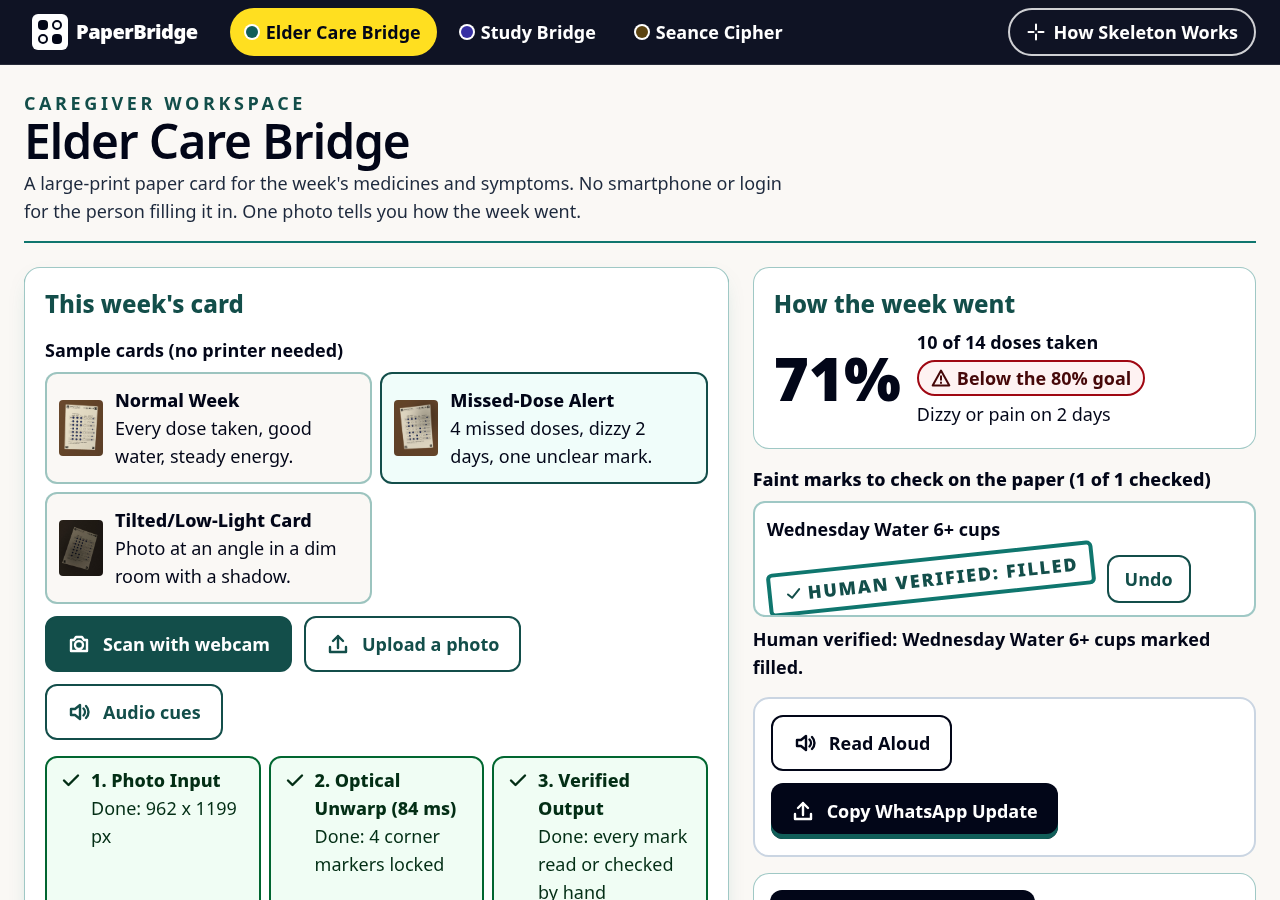 PaperBridge
Elder Care Bridge
Study Bridge
Seance Cipher
How Skeleton Works
CAREGIVER WORKSPACE
Elder Care Bridge
A large-print paper card for the week's medicines and symptoms. No smartphone or login
for the person filling it in. One photo tells you how the week went.
This week's card
Sample cards (no printer needed)
Normal Week
Every dose taken, good
water, steady energy.
Missed-Dose Alert
4 missed doses, dizzy 2
days, one unclear mark.
Tilted/Low-Light Card
Photo at an angle in a dim
room with a shadow.
Scan with webcam
Upload a photo
Audio cues
1. Photo Input
Done: 962 x 1199
px
2. Optical
Unwarp (84 ms)
Done: 4 corner
markers locked
3. Verified
Output
Done: every mark
read or checked
by hand
How the week went
71%
10 of 14 doses taken
Below the 80% goal
Dizzy or pain on 2 days
Faint marks to check on the paper (1 of 1 checked)
Wednesday Water 6+ cups
HUMAN VERIFIED: FILLED
Undo
Human verified: Wednesday Water 6+ cups marked
filled.
Read Aloud
Copy WhatsApp Update